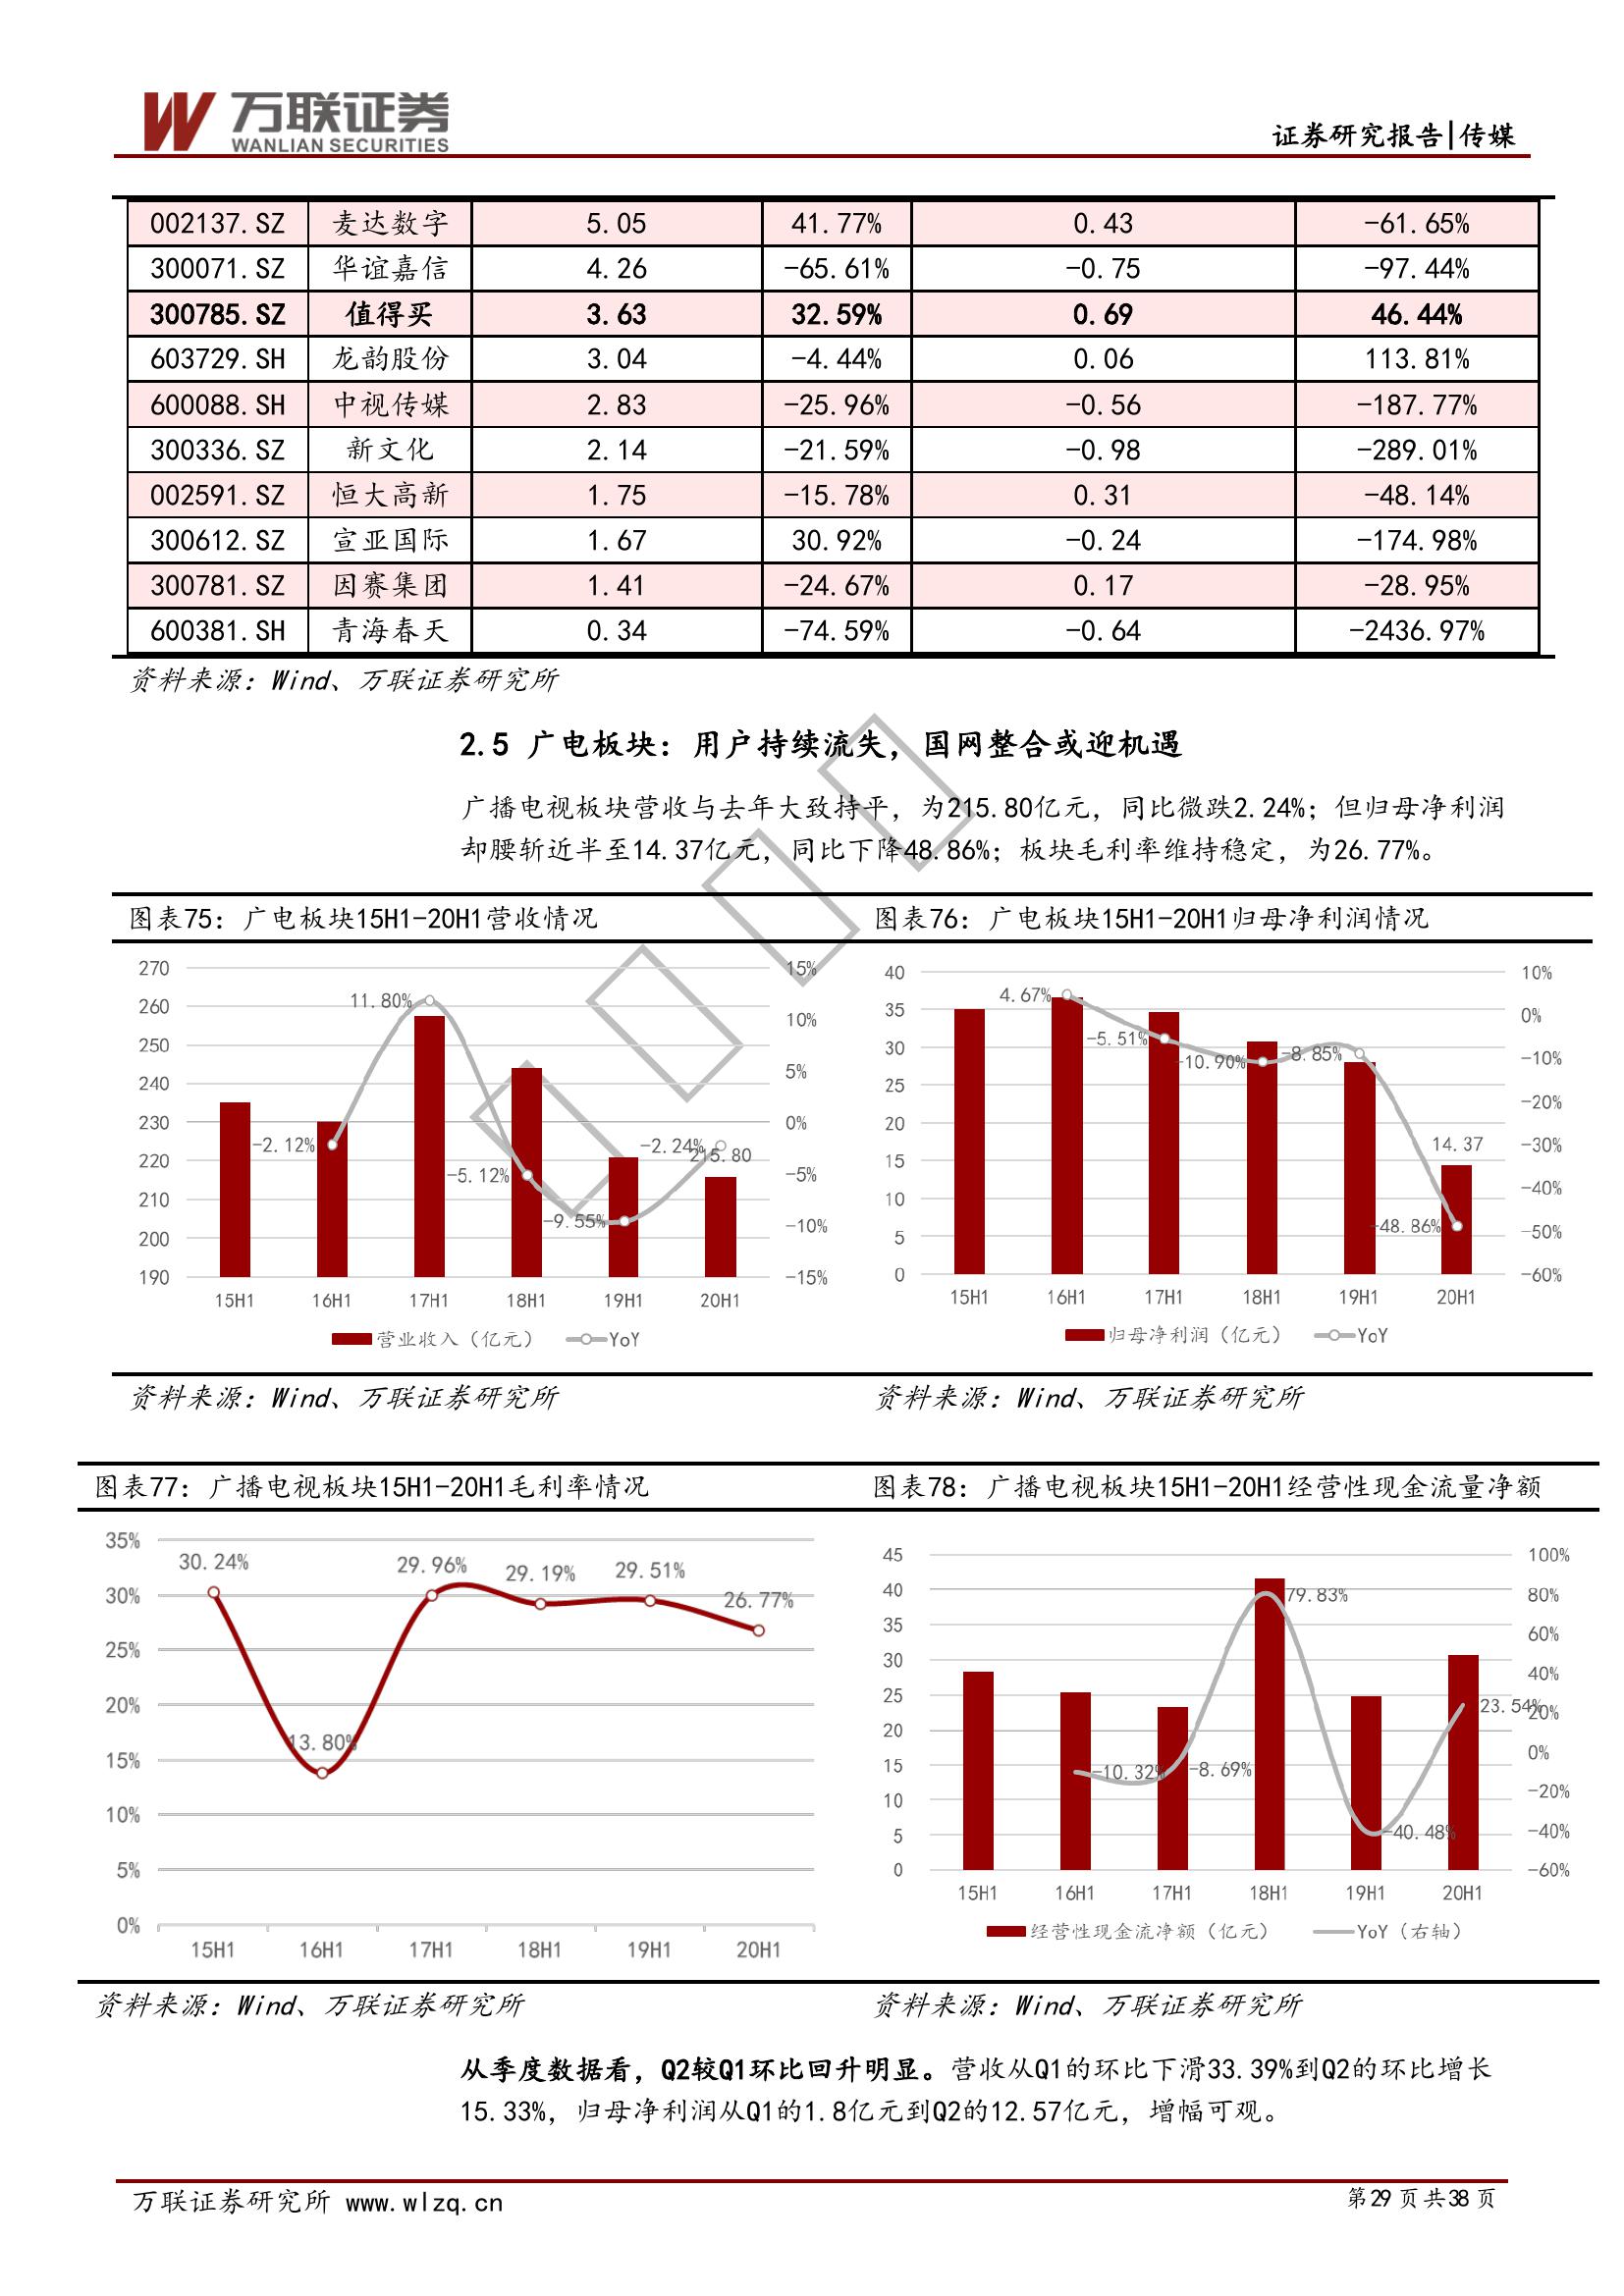 万联证券
WANLIAN SECURITIES
证券研究报告|传媒
002137.SZ 麦达数字 5.05 41.77% 0.43 -61.65%
300071.SZ 华谊嘉信 4.26 -65.61% -0.75 -97.44%
300785.SZ 值得买 3.63 32.59% 0.69 46.44%
603729.SH 龙韵股份 3.04 -4.44% 0.06 113.81%
600088.SH 中视传媒 2.83 -25.96% -0.56 -187.77%
300336.SZ 新文化 2.14 -21.59% -0.98 -289.01%
002591.SZ 恒大高新 1.75 -15.78% 0.31 -48.14%
300612.SZ 宣亚国际 1.67 30.92% -0.24 -174.98%
300781.SZ 因赛集团 1.41 -24.67% 0.17 -28.95%
600381.SH 青海春天 0.34 -74.59% -0.64 -2436.97%
资料来源：Wind、万联证券研究所
2.5 广电板块：用户持续流失，国网整合或迎机遇
广播电视板块营收与去年大致持平，为215.80亿元，同比微跌2.24%；但归母净利润
却腰斩近半至14.37亿元，同比下降48.86%；板块毛利率维持稳定，为26.77%。
图表75：广电板块15H1-20H1营收情况
270 15%
260 11.80% 10%
250
240 5%
230 0%
220 -2.12% -2.24% 215.80
210 -5.12% -5%
200 -9.55% -10%
190 -15%
15H1 16H1 17H1 18H1 19H1 20H1
营业收入（亿元） YoY
资料来源：Wind、万联证券研究所
图表76：广电板块15H1-20H1归母净利润情况
40 10%
35 4.67% 0%
30 -5.51% -10.90% -8.85% -10%
25 -20%
20 -30%
15 14.37 -40%
10 -48.86% -50%
5
0 -60%
15H1 16H1 17H1 18H1 19H1 20H1
归母净利润（亿元） YoY
资料来源：Wind、万联证券研究所
图表77：广播电视板块15H1-20H1毛利率情况
35%
30.24% 29.96% 29.19% 29.51% 26.77%
30%
25%
20%
13.80%
15%
10%
5%
0%
15H1 16H1 17H1 18H1 19H1 20H1
资料来源：Wind、万联证券研究所
图表78：广播电视板块15H1-20H1经营性现金流量净额
45 100%
40 79.83% 80%
35 60%
30 40%
25 23.54% 20%
20 0%
15 -10.32% -8.69% -20%
10 -40%
5 -40.48%
0 -60%
15H1 16H1 17H1 18H1 19H1 20H1
经营性现金流净额（亿元） YoY（右轴）
资料来源：Wind、万联证券研究所
从季度数据看，Q2较Q1环比回升明显。营收从Q1的环比下滑33.39%到Q2的环比增长
15.33%，归母净利润从Q1的1.8亿元到Q2的12.57亿元，增幅可观。
万联证券研究所 www.wlzq.cn
第29页共38页